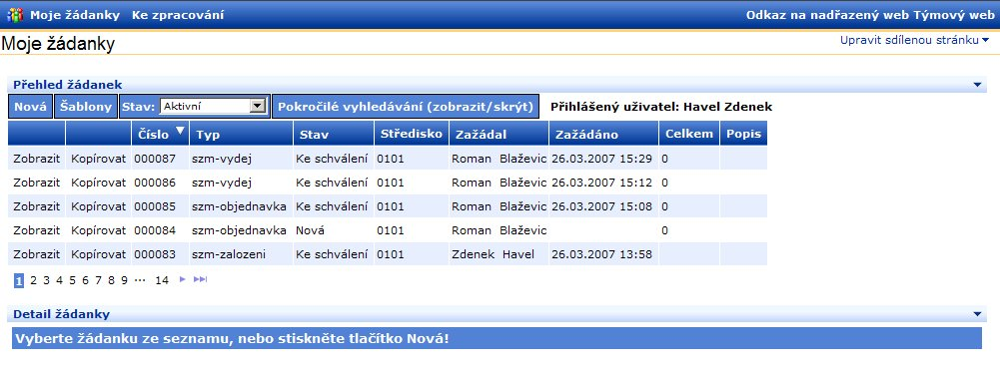 Moje žádanky Ke zpracování Odkaz na nadřazený web Týmový web
Moje žádanky Upravit sdílenou stránku
Přehled žádanek
Nová Šablony Stav: Aktivní Pokročilé vyhledávání (zobrazit/skrýt) Přihlášený uživatel: Havel Zdenek
Číslo Typ Stav Středisko Zažádal Zažádáno Celkem Popis
Zobrazit Kopírovat 000087 szm-vydej Ke schválení 0101 Roman Blaževic 26.03.2007 15:29 0
Zobrazit Kopírovat 000086 szm-vydej Ke schválení 0101 Roman Blaževic 26.03.2007 15:12 0
Zobrazit Kopírovat 000085 szm-objednavka Ke schválení 0101 Roman Blaževic 26.03.2007 15:08 0
Zobrazit Kopírovat 000084 szm-objednavka Nová 0101 Roman Blaževic 0
Zobrazit Kopírovat 000083 szm-zalozeni Ke schválení 0101 Zdenek Havel 26.03.2007 13:58
1 2 3 4 5 6 7 8 9 ... 14
Detail žádanky
Vyberte žádanku ze seznamu, nebo stiskněte tlačítko Nová!